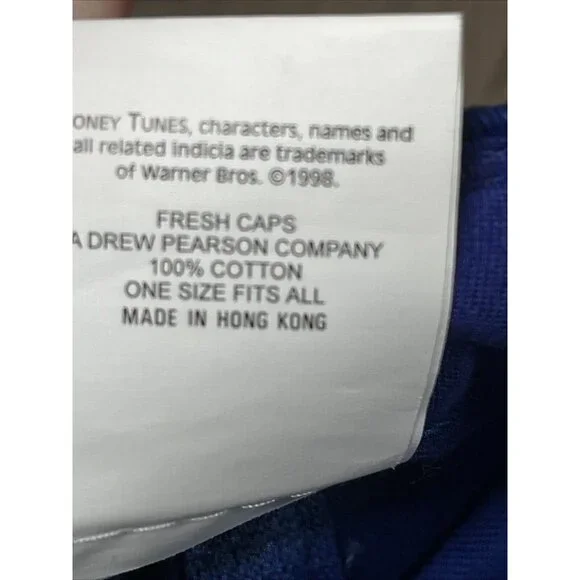 ONEY TUNES, characters, names and
all related indicia are trademarks
of Warner Bros. ©1998.
FRESH CAPS
A DREW PEARSON COMPANY
100% COTTON
ONE SIZE FITS ALL
MADE IN HONG KONG